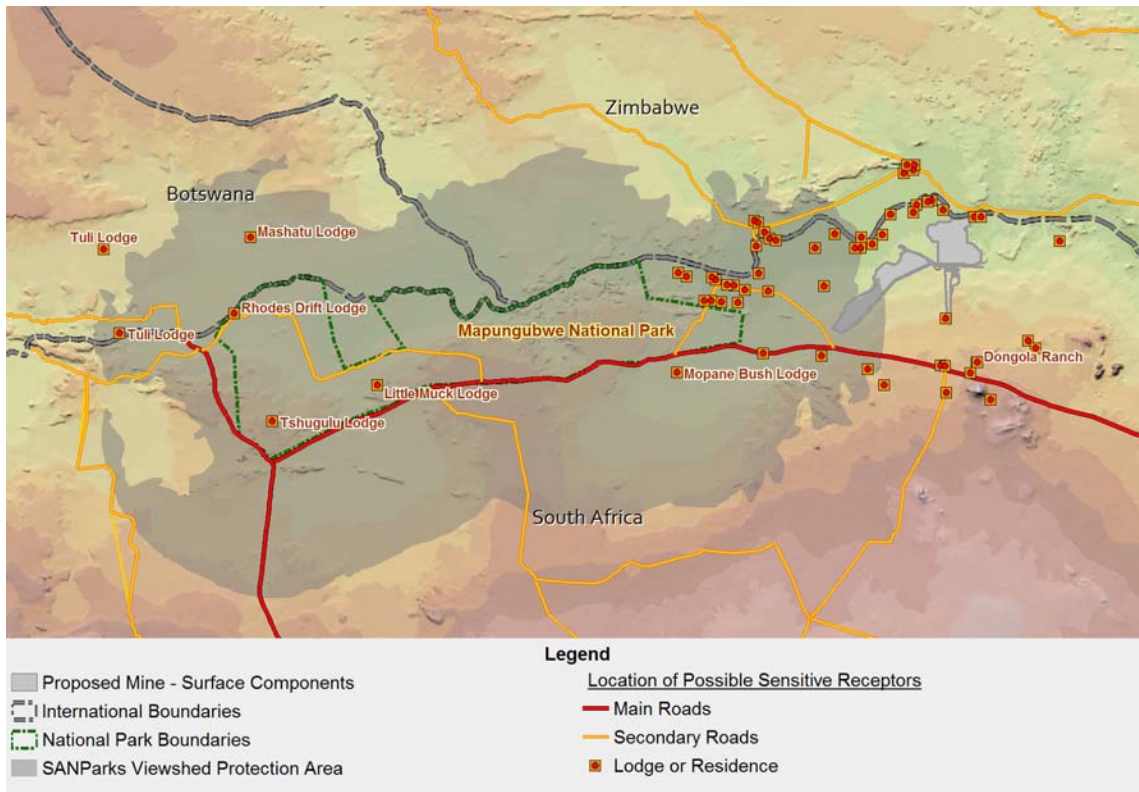 Zimbabwe
Botswana
Tuli Lodge
Mashatu Lodge
Rhodes Drift Lodge
Tuli Lodge
Mapungubwe National Park
Mopane Bush Lodge
Dongola Ranch
Little Muck Lodge
Tshugulu Lodge
South Africa
Legend
Proposed Mine - Surface Components
International Boundaries
National Park Boundaries
SANParks Viewshed Protection Area
Location of Possible Sensitive Receptors
Main Roads
Secondary Roads
Lodge or Residence